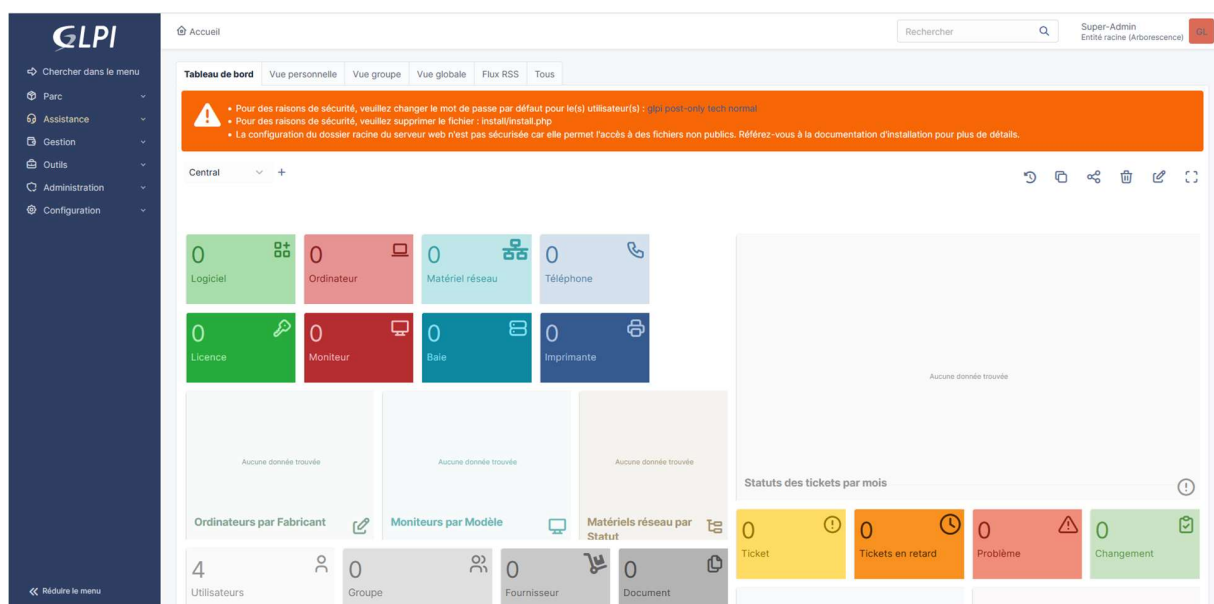 GLPI
Accueil
Rechercher
Super-Admin
Entité racine (Arborescence)
GL
Chercher dans le menu
Parc
Assistance
Gestion
Outils
Administration
Configuration
Réduire le menu
Tableau de bord Vue personnelle Vue groupe Vue globale Flux RSS Tous
• Pour des raisons de sécurité, veuillez changer le mot de passe par défaut pour le(s) utilisateur(s) : glpi post-only tech normal
• Pour des raisons de sécurité, veuillez supprimer le fichier : install/install.php
• La configuration du dossier racine du serveur web n'est pas sécurisée car elle permet l'accès à des fichiers non publics. Référez-vous à la documentation d'installation pour plus de détails.
Central
0
Logiciel
0
Ordinateur
0
Matériel réseau
0
Téléphone
0
Licence
0
Moniteur
0
Baie
0
Imprimante
Aucune donnée trouvée
Ordinateurs par Fabricant
Aucune donnée trouvée
Moniteurs par Modèle
Aucune donnée trouvée
Matériels réseau par
Statut
Aucune donnée trouvée
Statuts des tickets par mois
4
Utilisateurs
0
Groupe
0
Fournisseur
0
Document
0
Ticket
0
Tickets en retard
0
Problème
0
Changement